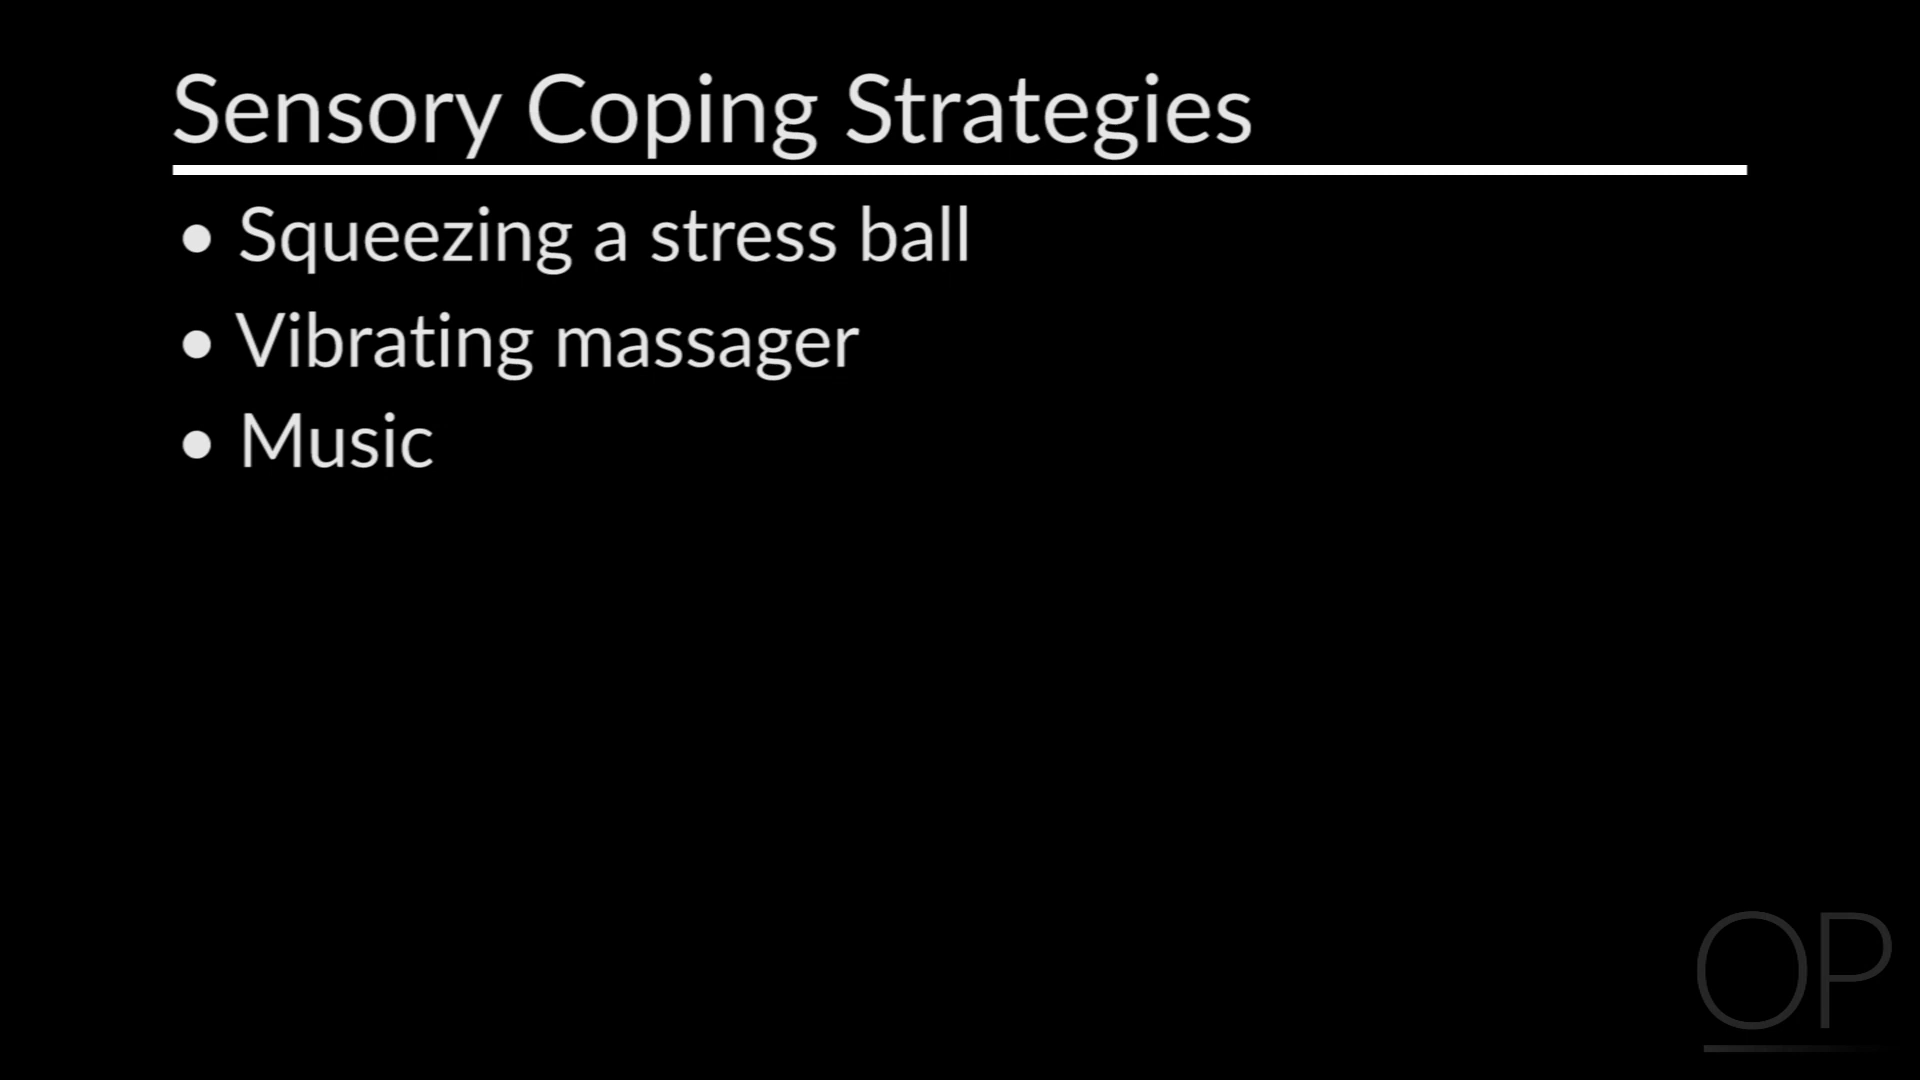 Sensory Coping Strategies
• Squeezing a stress ball
• Vibrating massager
• Music
OP